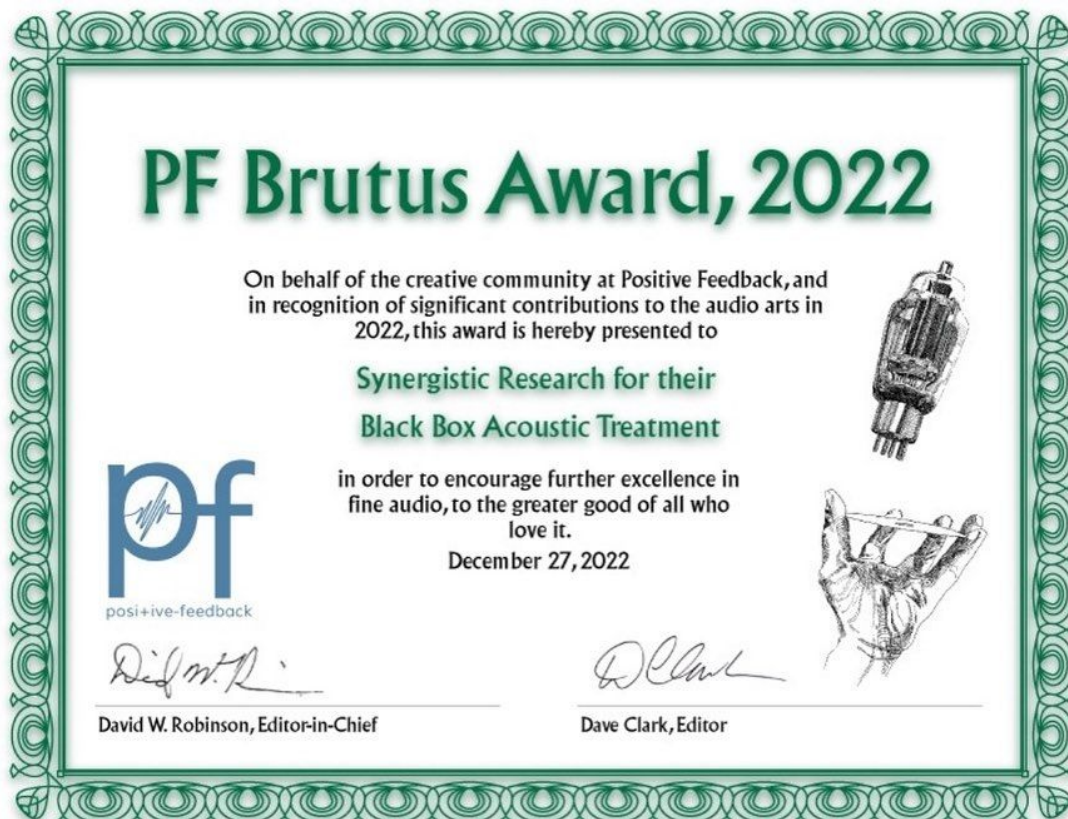 PF Brutus Award, 2022
On behalf of the creative community at Positive Feedback, and
in recognition of significant contributions to the audio arts in
2022, this award is hereby presented to
Synergistic Research for their
Black Box Acoustic Treatment
in order to encourage further excellence in
fine audio, to the greater good of all who
love it.
December 27, 2022
pf
posi+ive-feedback
David W. Robinson, Editor-in-Chief
Dave Clark, Editor